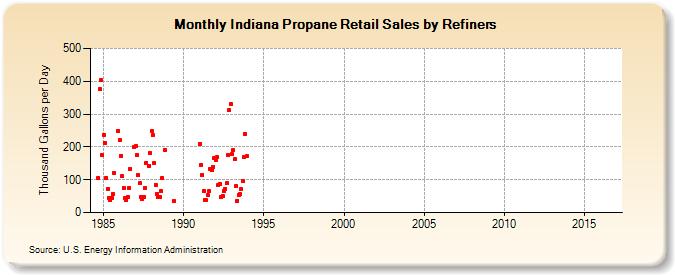 Monthly Indiana Propane Retail Sales by Refiners
Thousand Gallons per Day
500
400
300
200
100
0
1985 1990 1995 2000 2005 2010 2015
Source: U.S. Energy Information Administration